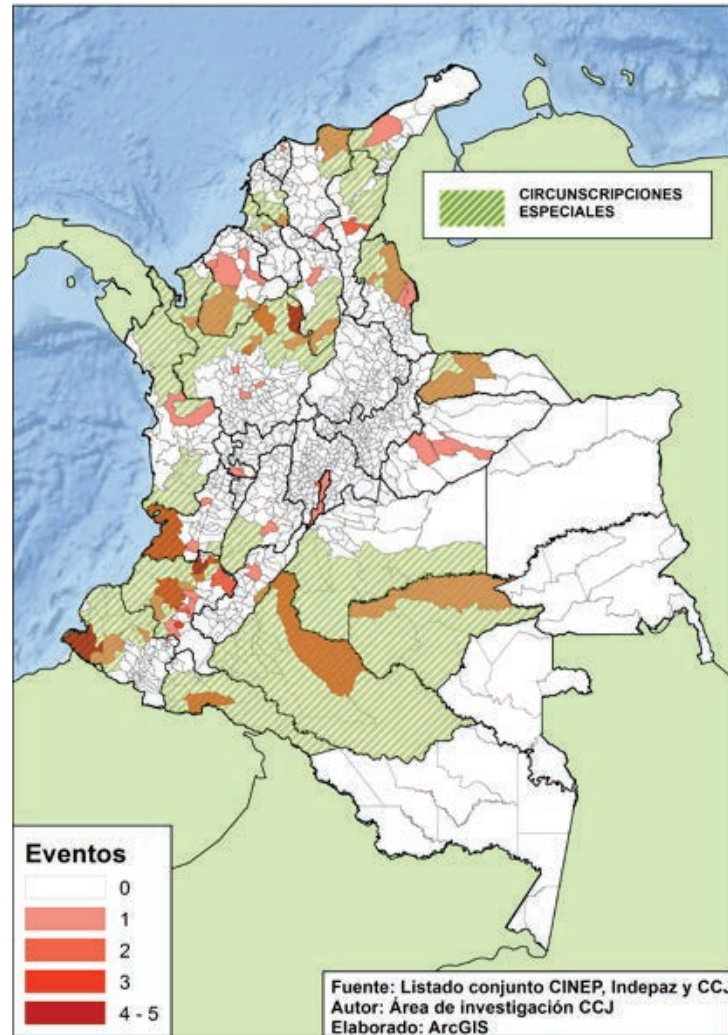 CIRCUNSCRIPCIONES
ESPECIALES
Eventos
0
1
2
3
4 - 5
Fuente: Listado conjunto CINEP, Indepaz y CCJ
Autor: Área de investigación CCJ
Elaborado: ArcGIS